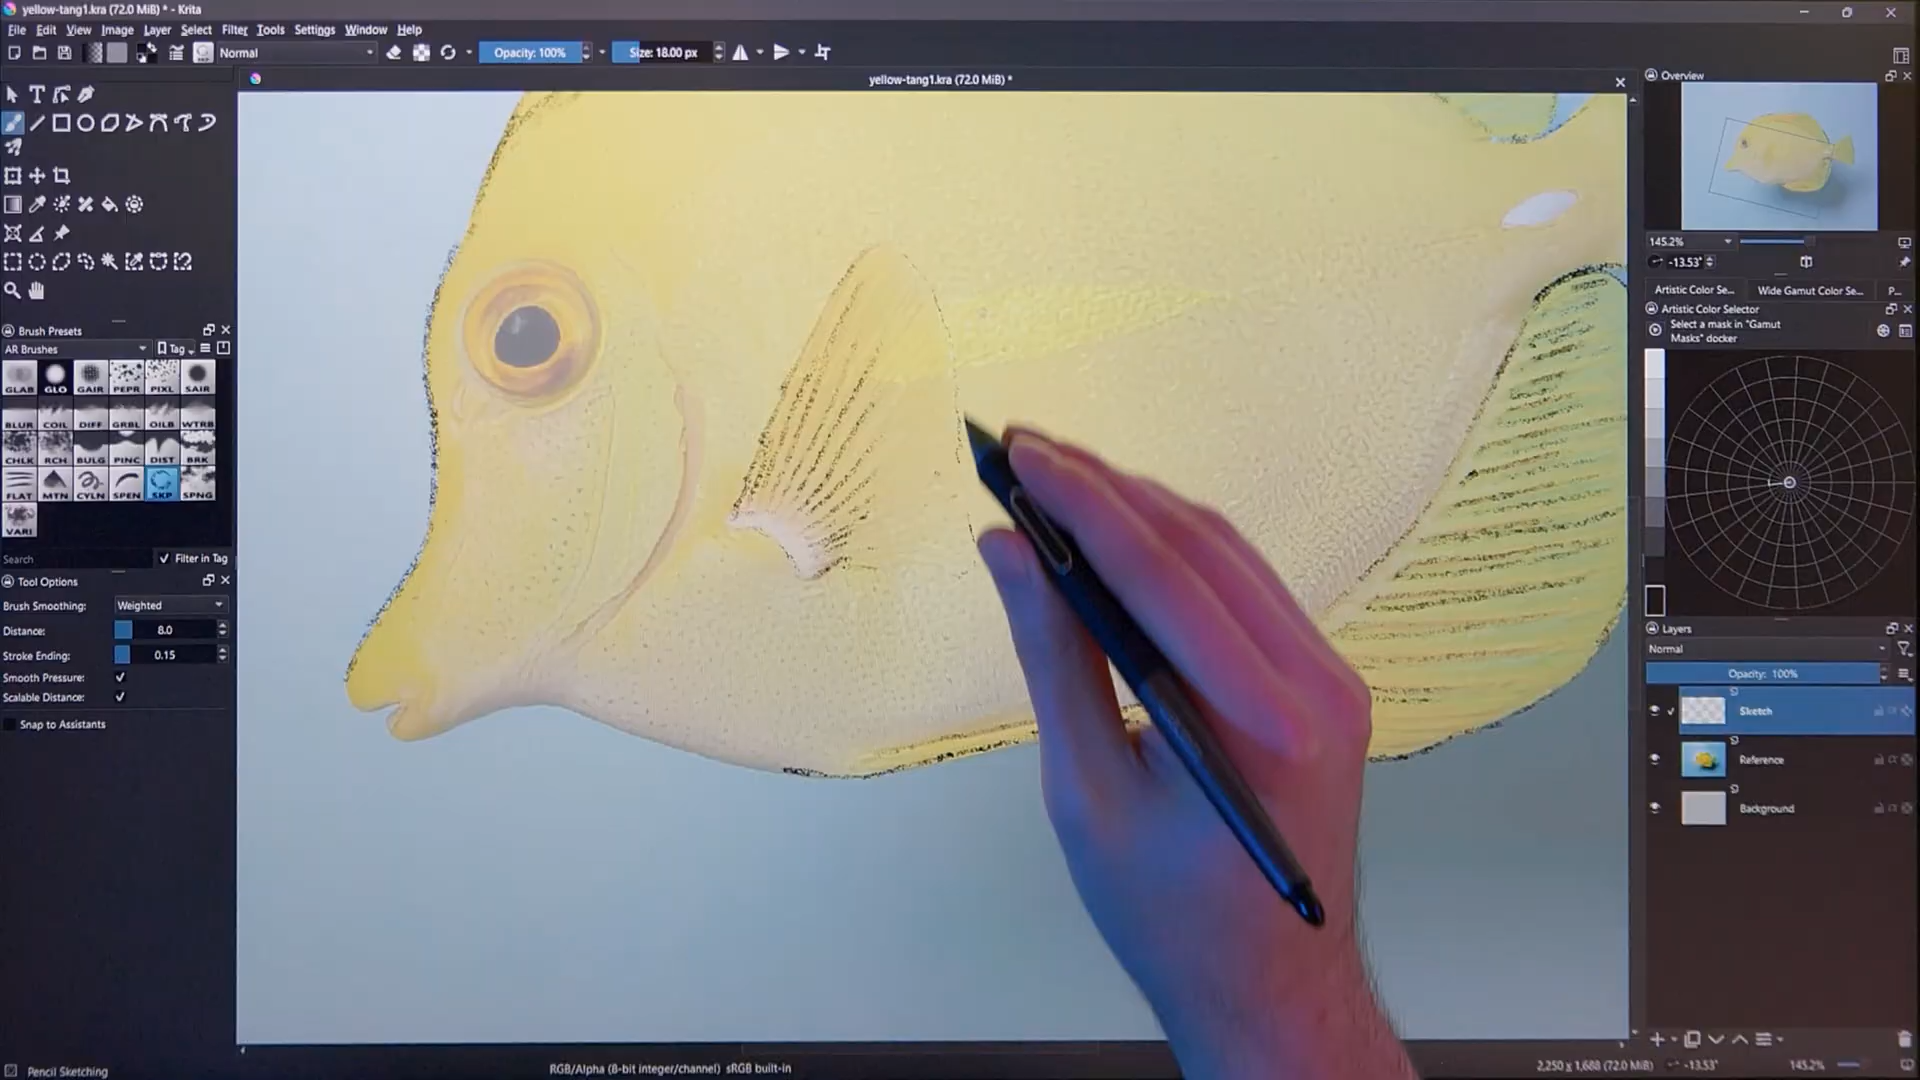 yellow-tang1.kra (72.0 MiB) * - Krita
File Edit View Image Layer Select Filter Tools Settings Window Help
Normal
Opacity: 100%
Size: 18.00 px
yellow-tang1.kra (72.0 MiB) *
Brush Presets
AR Brushes
Tag
GLAB GLO GAIR PEPR PIXL SAIR
BLUR COIL DIFF GRBL OILB WTRB
CHLK RCH BULG PINC DIST BRK
FLAT MTN CYLN SPEN SKP SPNG
VARI
Search
Filter in Tag
Tool Options
Brush Smoothing: Weighted
Distance: 8.0
Stroke Ending: 0.15
Smooth Pressure:
Scalable Distance:
Snap to Assistants
Pencil Sketching
RGB/Alpha (8-bit integer/channel) sRGB built-in
Overview
145.2%
-13.53°
Artistic Color Se... Wide Gamut Color Se... P...
Artistic Color Selector
Select a mask in "Gamut
Masks" docker
Layers
Normal
Opacity: 100%
Sketch
Reference
Background
2,250 x 1,688 (72.0 MiB) -13.53° 145.2%